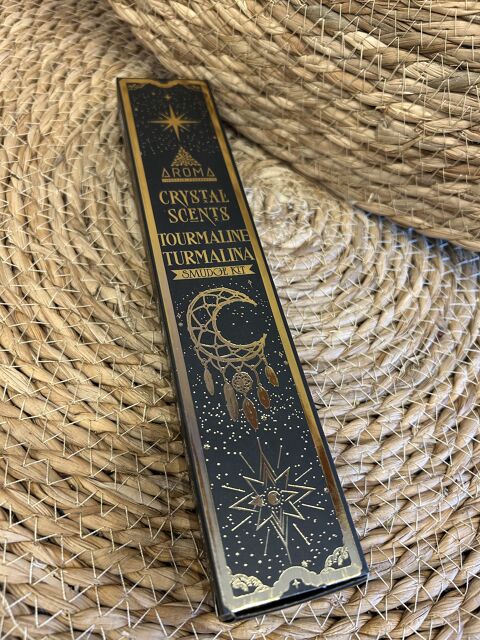 AROMA
CRYSTAL
SCENTS
TOURMALINE
TURMALINA
SMUDGE KIT